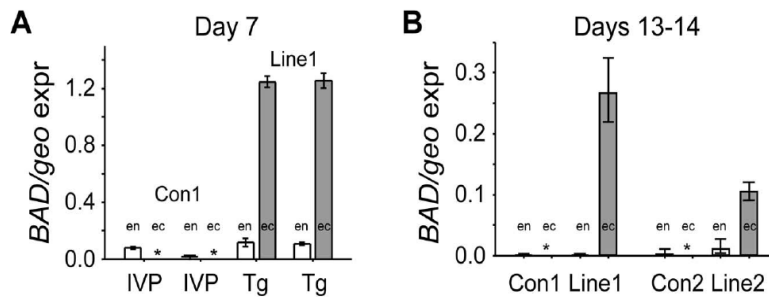 A
Day 7
BAD/geo expr
1.2
0.8
0.4
0.0
Line1
Con1
en ec en ec en ec en ec
* *
IVP IVP Tg Tg
B
Days 13-14
BAD/geo expr
0.3
0.2
0.1
0.0
en ec en ec en ec en ec
* *
Con1 Line1 Con2 Line2